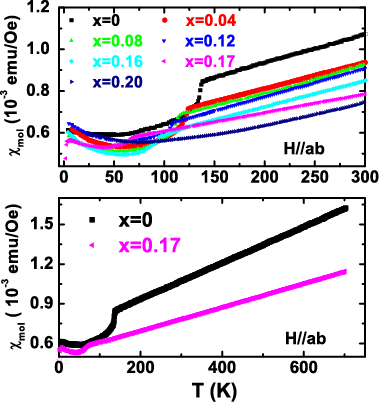 1.2
1.0
0.8
0.6
χmol (10⁻³ emu/Oe)
x=0 x=0.04
x=0.08 x=0.12
x=0.16 x=0.17
x=0.20
H//ab
0 50 100 150 200 250 300
1.5
1.2
0.9
0.6
χmol (10⁻³ emu/Oe)
x=0
x=0.17
H//ab
0 200 400 600
T (K)